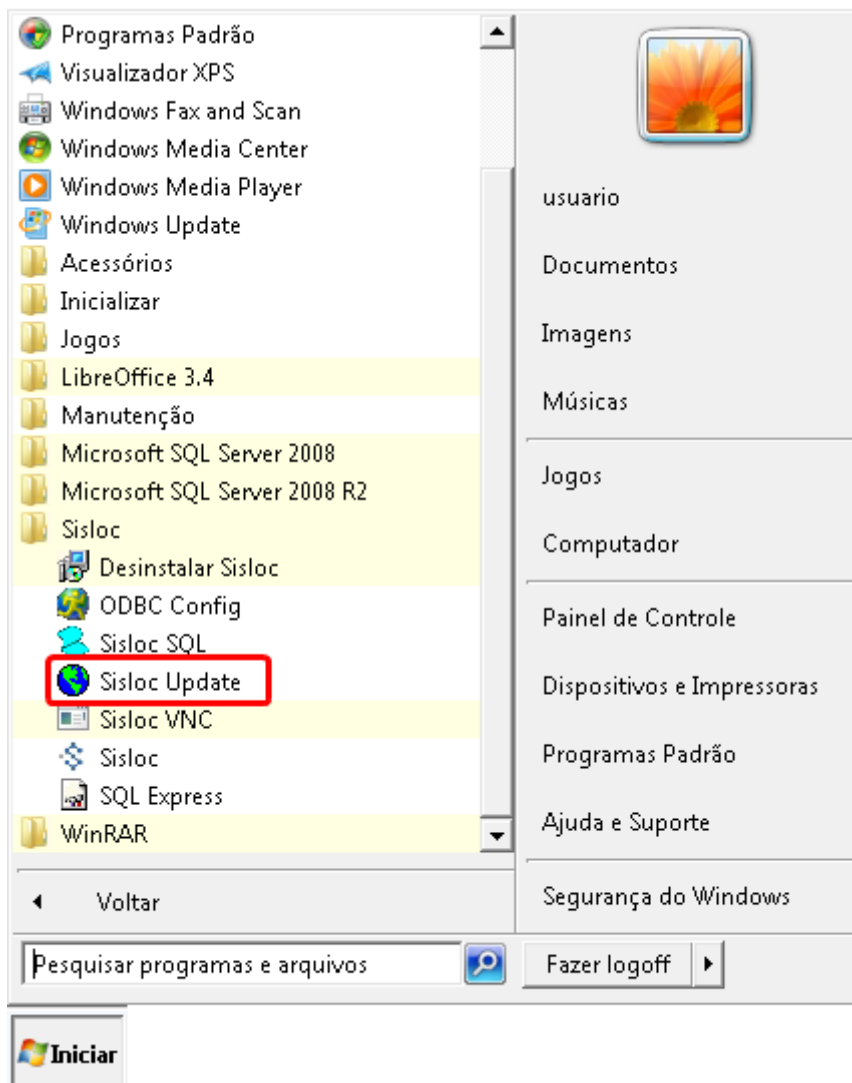 Programas Padrão
Visualizador XPS
Windows Fax and Scan
Windows Media Center
Windows Media Player
Windows Update
Acessórios
Inicializar
Jogos
LibreOffice 3.4
Manutenção
Microsoft SQL Server 2008
Microsoft SQL Server 2008 R2
Sisloc
Desinstalar Sisloc
ODBC Config
Sisloc SQL
Sisloc Update
Sisloc VNC
Sisloc
SQL Express
WinRAR
Voltar
Pesquisar programas e arquivos
usuario
Documentos
Imagens
Músicas
Jogos
Computador
Painel de Controle
Dispositivos e Impressoras
Programas Padrão
Ajuda e Suporte
Segurança do Windows
Fazer logoff
Iniciar